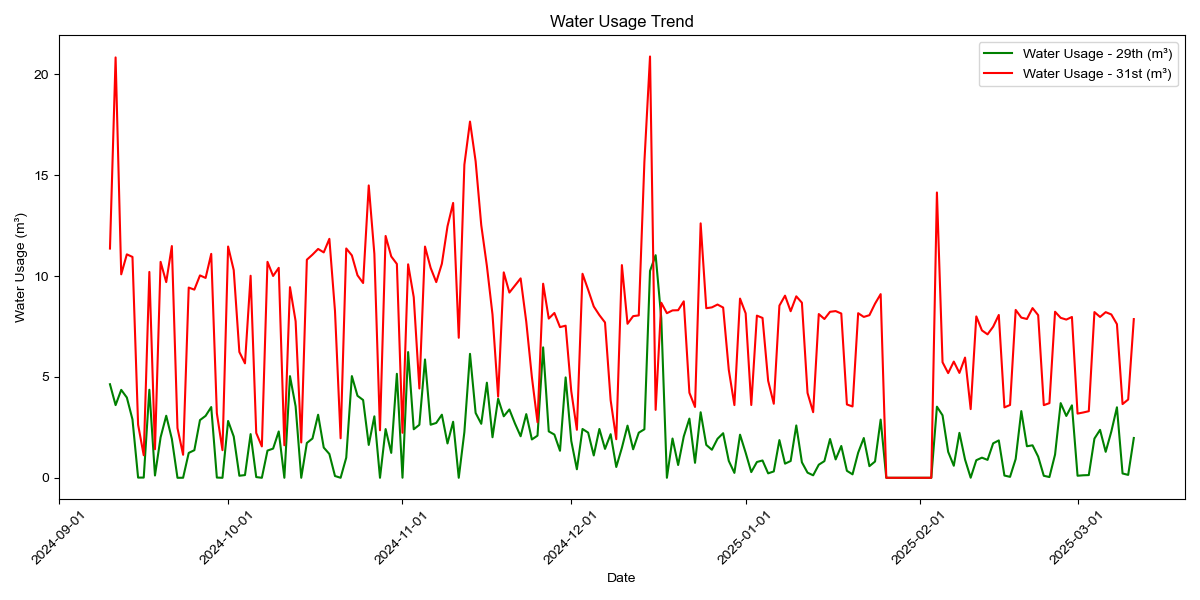 Water Usage Trend
Water Usage - 29th (m³)
Water Usage - 31st (m³)
Water Usage (m³)
20
15
10
5
0
2024-09-01
2024-10-01
2024-11-01
2024-12-01
2025-01-01
2025-02-01
2025-03-01
Date